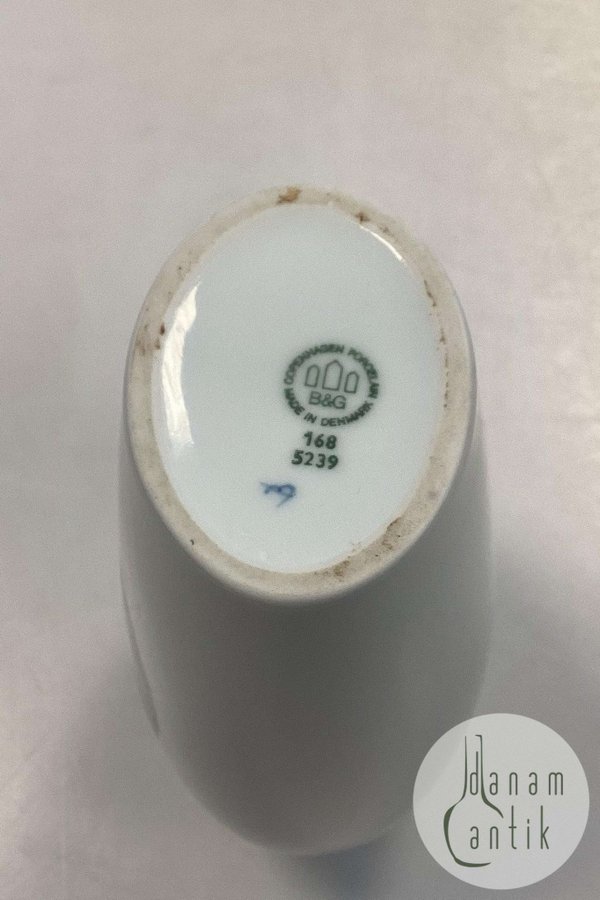 COPENHAGEN PORCELAIN
B&G
MADE IN DENMARK
168
5239
danam
antik